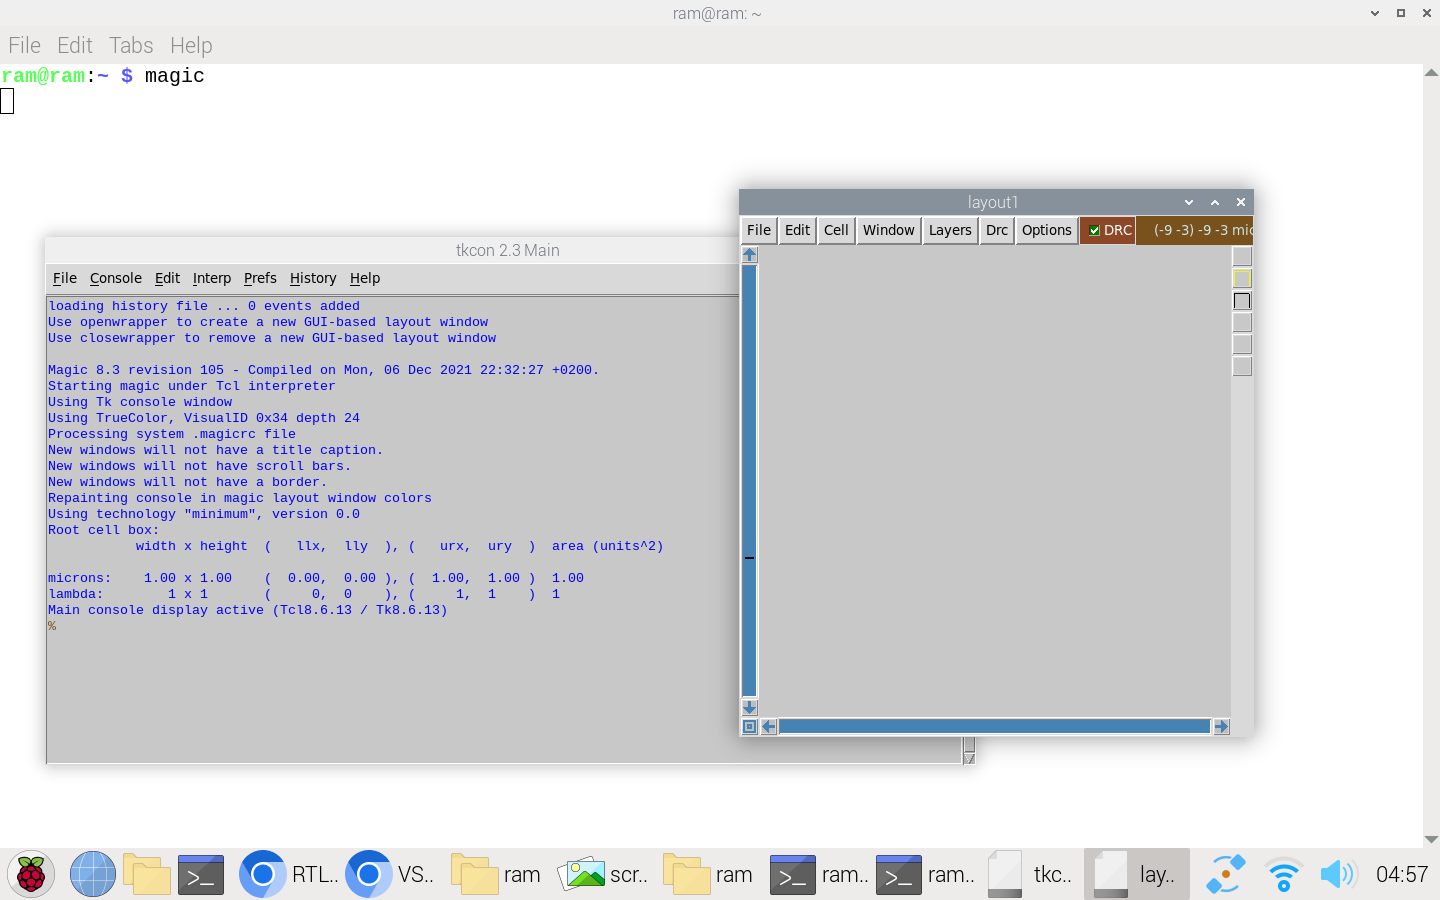 ram@ram: ~
File Edit Tabs Help
ram@ram:~ $ magic
layout1
File Edit Cell Window Layers Drc Options DRC (-9 -3) -9 -3 mic
tkcon 2.3 Main
File Console Edit Interp Prefs History Help
loading history file ... 0 events added
Use openwrapper to create a new GUI-based layout window
Use closewrapper to remove a new GUI-based layout window
Magic 8.3 revision 105 - Compiled on Mon, 06 Dec 2021 22:32:27 +0200.
Starting magic under Tcl interpreter
Using Tk console window
Using TrueColor, VisualID 0x34 depth 24
Processing system .magicrc file
New windows will not have a title caption.
New windows will not have scroll bars.
New windows will not have a border.
Repainting console in magic layout window colors
Using technology "minimum", version 0.0
Root cell box:
width x height ( llx, lly ), ( urx, ury ) area (units^2)
microns: 1.00 x 1.00 ( 0.00, 0.00 ), ( 1.00, 1.00 ) 1.00
lambda: 1 x 1 ( 0, 0 ), ( 1, 1 ) 1
Main console display active (Tcl8.6.13 / Tk8.6.13)
%
RTL.. VS.. ram scr.. ram ram.. ram.. tkc.. lay.. 04:57